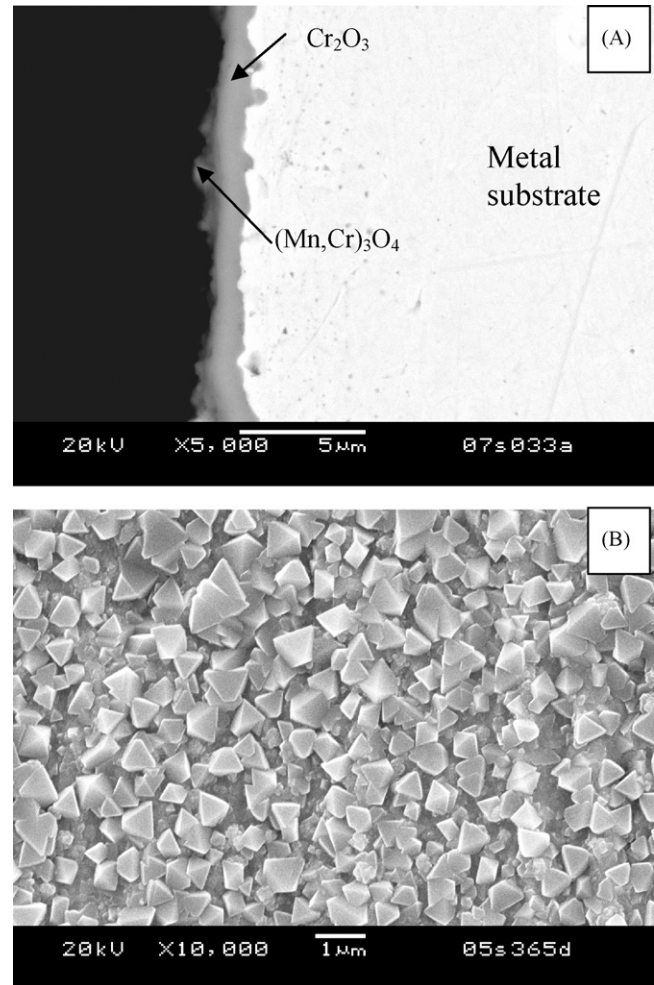 Cr₂O₃
(A)
Metal
substrate
(Mn,Cr)₃O₄
20kV X5,000 5μm 07s033a
(B)
20kV X10,000 1μm 05s365d